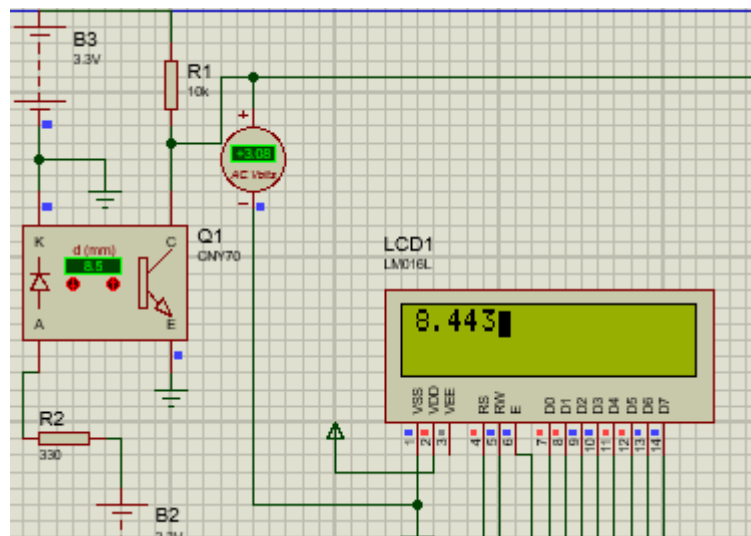 B3
3.3V
R1
10k
+3.08
AC Volts
K
C
d (mm)
8.5
A
E
Q1
CNY70
LCD1
LM016L
8.443
VSS
VDD
VEE
RS
RW
E
D0
D1
D2
D3
D4
D5
D6
D7
1
2
3
4
5
6
7
8
9
10
11
12
13
14
R2
330
B2